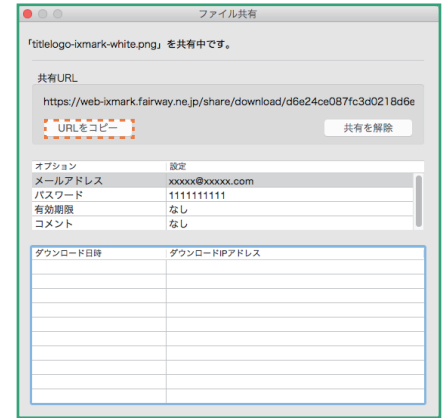 ファイル共有
「titlelogo-ixmark-white.png」を共有中です。
共有URL
https://web-ixmark.fairway.ne.jp/share/download/d6e24ce087fc3d0218d6e
URLをコピー 共有を解除
オプション 設定
メールアドレス xxxxx@xxxxx.com
パスワード 1111111111
有効期限 なし
コメント なし
ダウンロード日時 ダウンロードIPアドレス